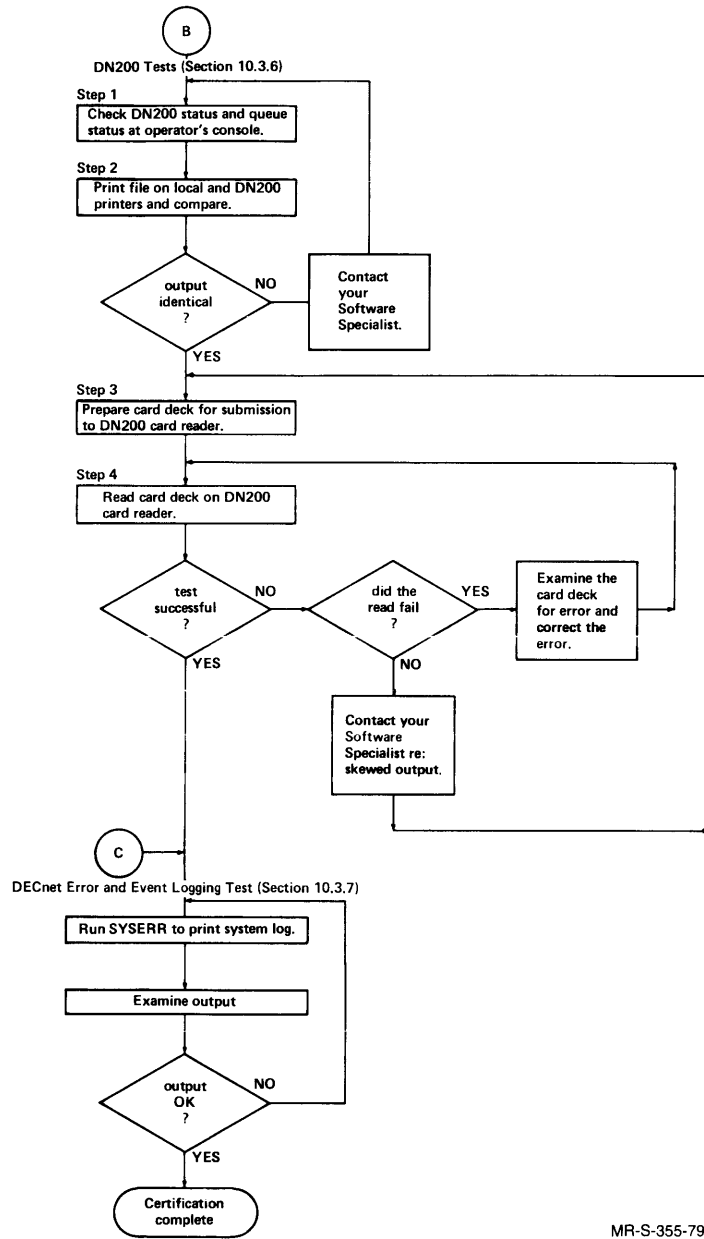 B
DN200 Tests (Section 10.3.6)
Step 1
Check DN200 status and queue
status at operator's console.
Step 2
Print file on local and DN200
printers and compare.
output
identical
?
NO
YES
Contact
your
Software
Specialist.
Step 3
Prepare card deck for submission
to DN200 card reader.
Step 4
Read card deck on DN200
card reader.
test
successful
?
NO
YES
did the
read fail
?
YES
NO
Examine the
card deck
for error and
correct the
error.
Contact your
Software
Specialist re:
skewed output.
C
DECnet Error and Event Logging Test (Section 10.3.7)
Run SYSERR to print system log.
Examine output
output
OK
?
NO
YES
Certification
complete
MR-S-355-79